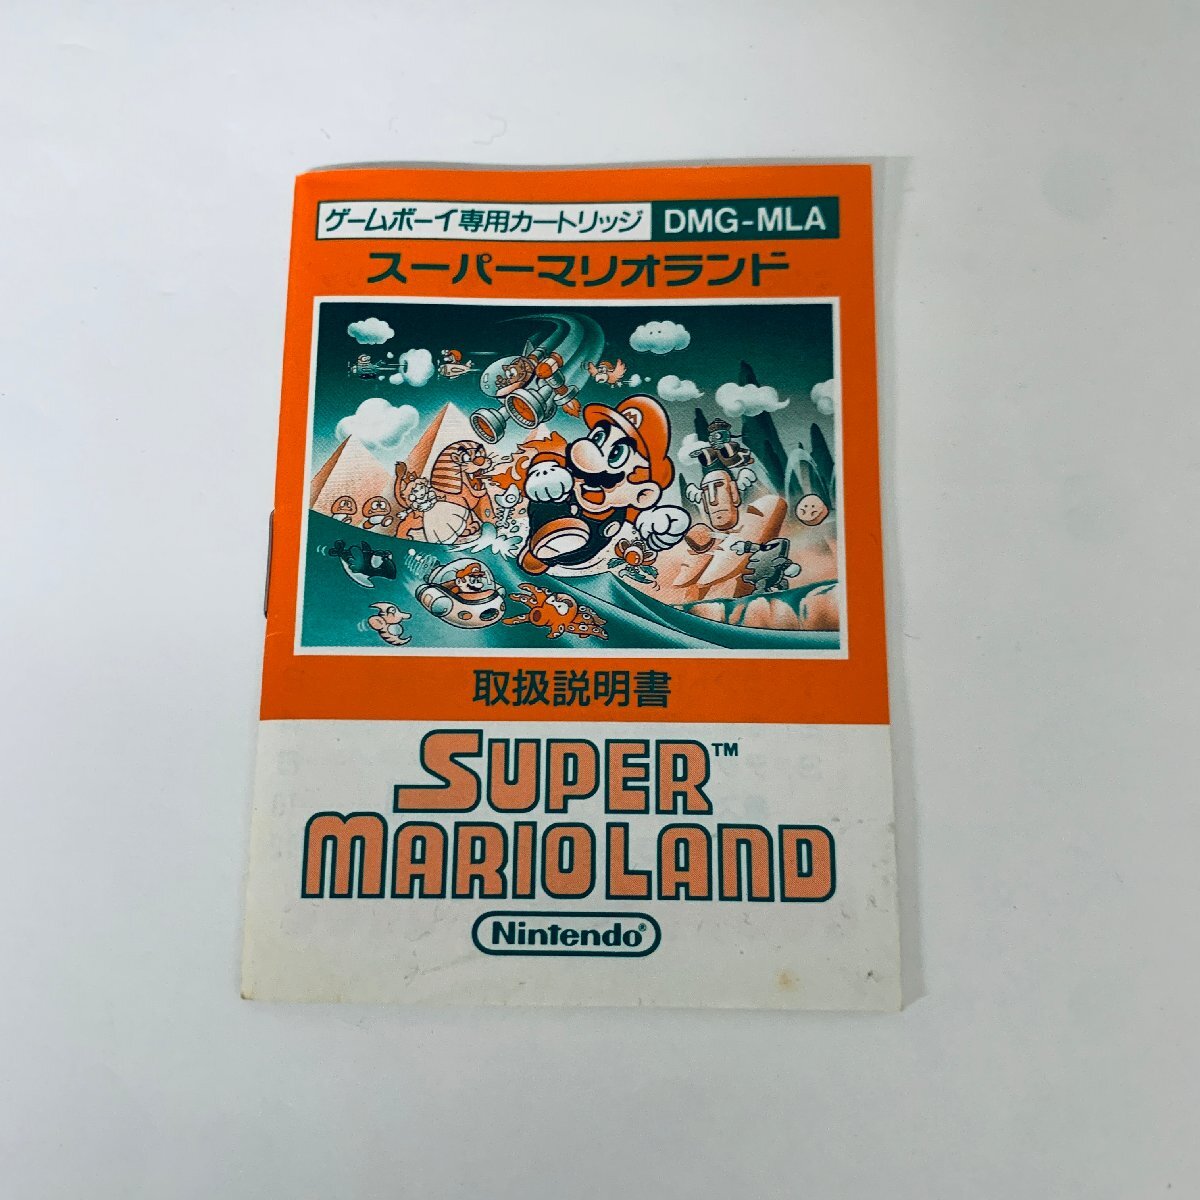 ゲームボーイ専用カートリッジ DMG-MLA
スーパーマリオランド
取扱説明書
SUPER™
MARIOLAND
Nintendo®